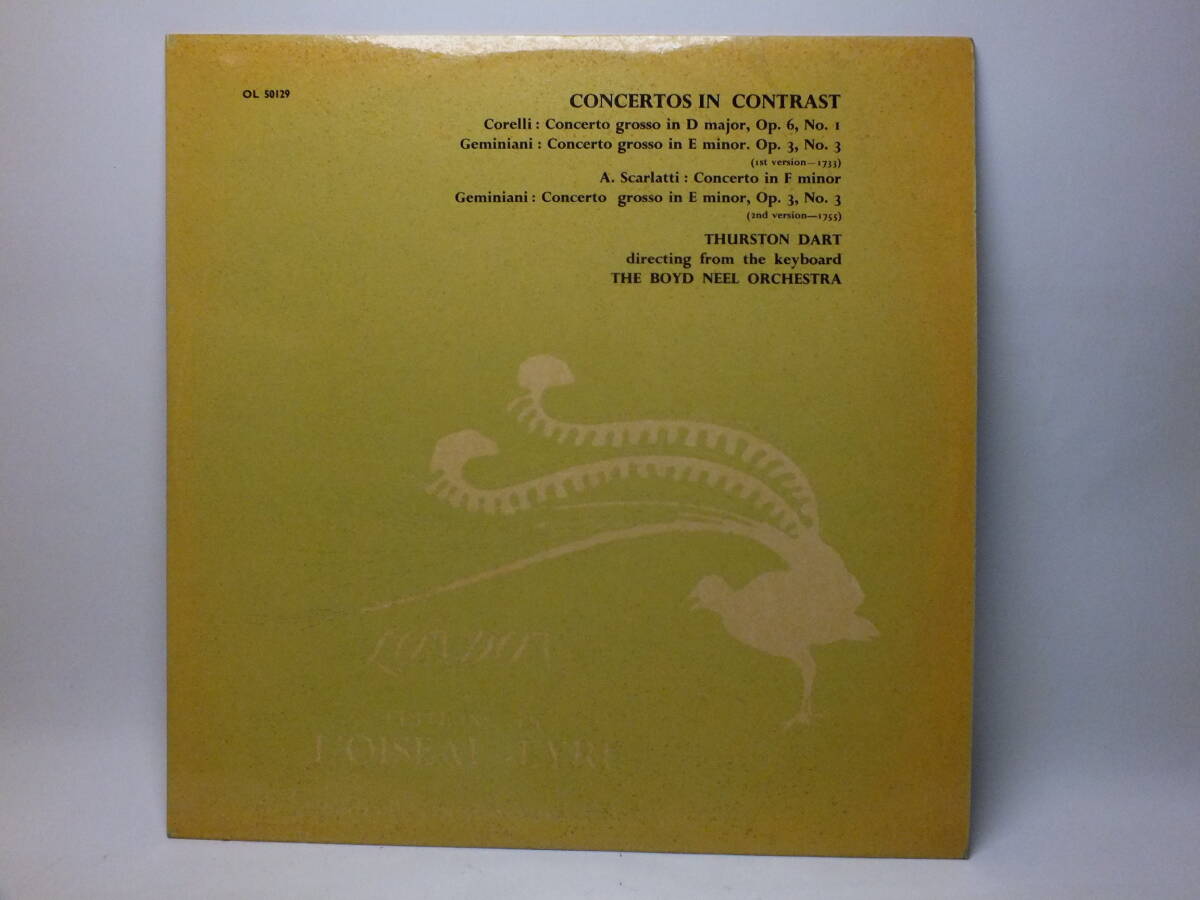 OL 50129
CONCERTOS IN CONTRAST
Corelli : Concerto grosso in D major, Op. 6, No. 1
Geminiani : Concerto grosso in E minor. Op. 3, No. 3
(1st version—1733)
A. Scarlatti : Concerto in F minor
Geminiani : Concerto grosso in E minor, Op. 3, No. 3
(2nd version—1755)
THURSTON DART
directing from the keyboard
THE BOYD NEEL ORCHESTRA
LONDON
L'OISEAU-LYRE